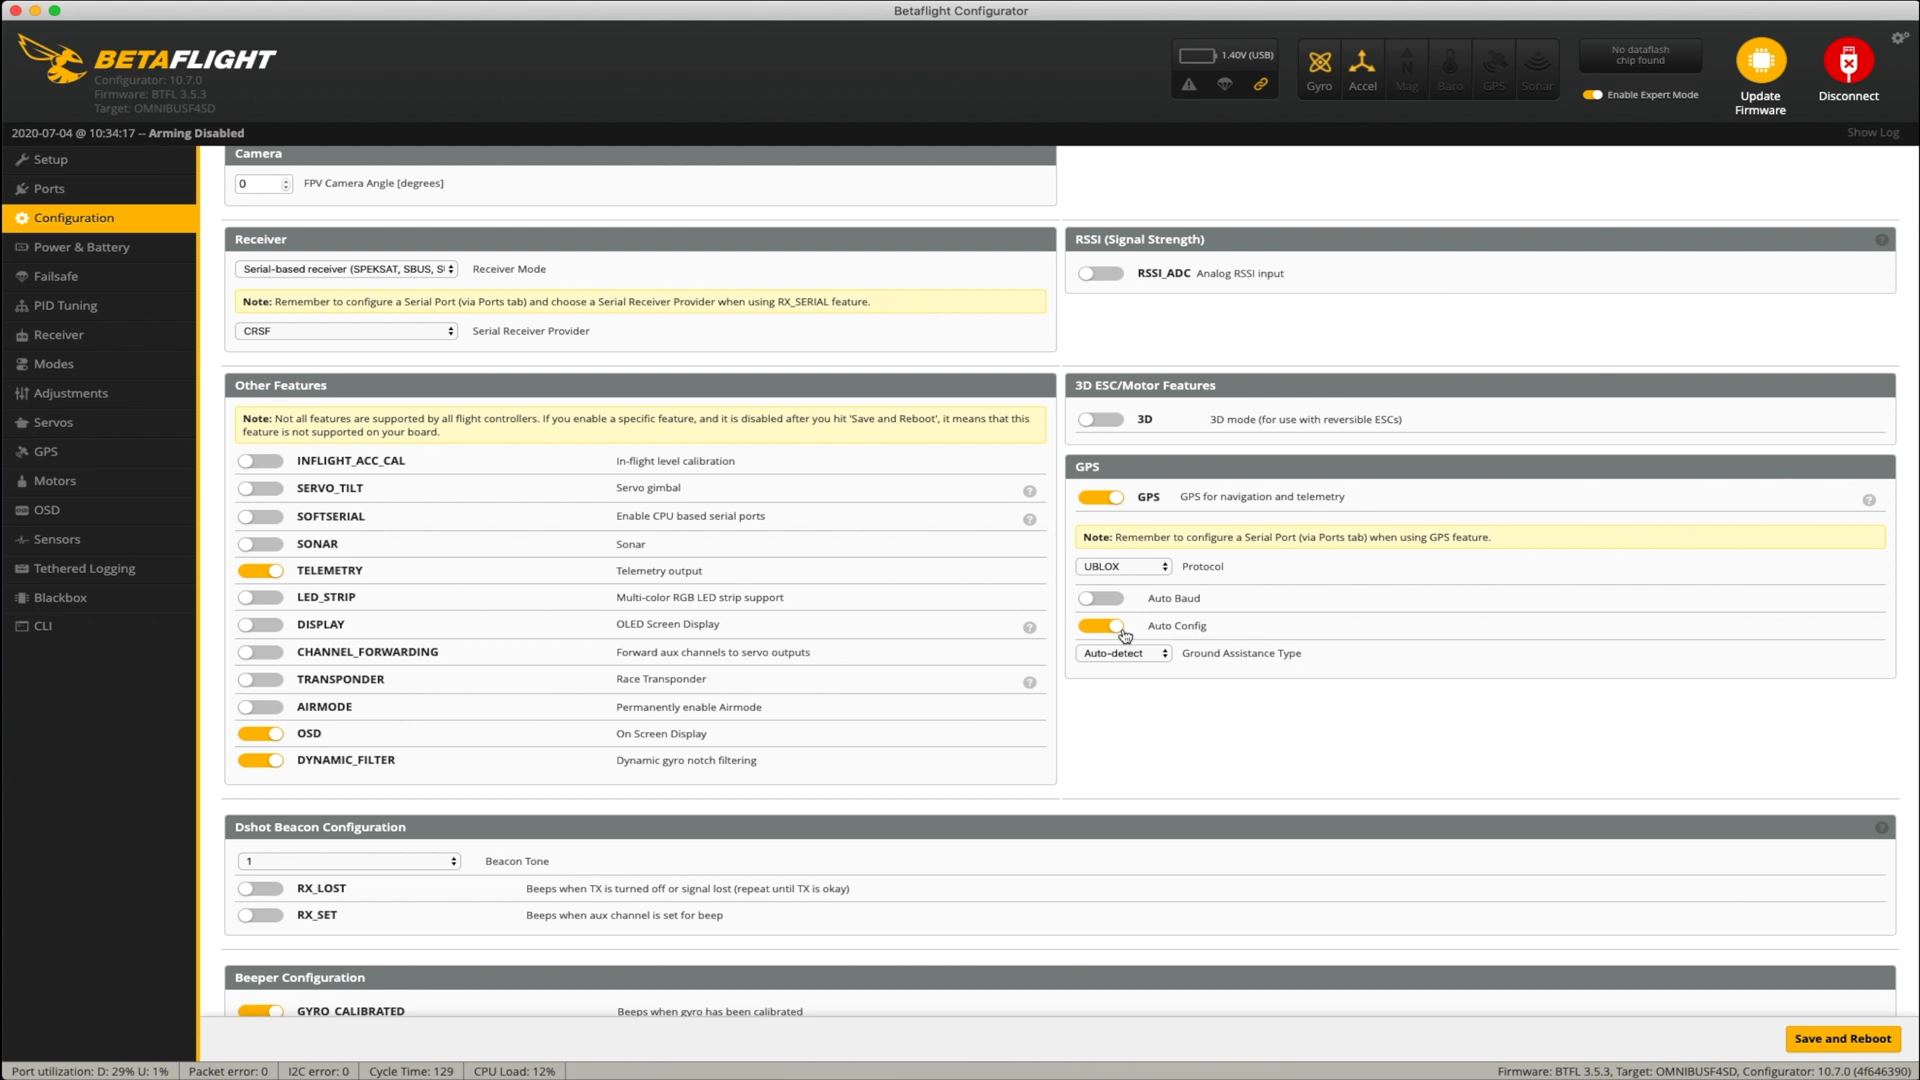 Betaflight Configurator
BETAFLIGHT
Configurator: 10.7.0
Firmware: BTFL 3.5.3
Target: OMNIBUSF4SD
1.40V (USB)
Gyro
Accel
Mag
Baro
GPS
Sonar
No dataflash
chip found
Enable Expert Mode
Update
Firmware
Disconnect
2020-07-04 @ 10:34:17 -- Arming Disabled
Show Log
Setup
Ports
Configuration
Power & Battery
Failsafe
PID Tuning
Receiver
Modes
Adjustments
Servos
GPS
Motors
OSD
Sensors
Tethered Logging
Blackbox
CLI
Camera
0 FPV Camera Angle [degrees]
Receiver
Serial-based receiver (SPEKSAT, SBUS, S Receiver Mode
Note: Remember to configure a Serial Port (via Ports tab) and choose a Serial Receiver Provider when using RX_SERIAL feature.
CRSF Serial Receiver Provider
RSSI (Signal Strength)
RSSI_ADC Analog RSSI input
Other Features
Note: Not all features are supported by all flight controllers. If you enable a specific feature, and it is disabled after you hit 'Save and Reboot', it means that this
feature is not supported on your board.
INFLIGHT_ACC_CAL In-flight level calibration
SERVO_TILT Servo gimbal
SOFTSERIAL Enable CPU based serial ports
SONAR Sonar
TELEMETRY Telemetry output
LED_STRIP Multi-color RGB LED strip support
DISPLAY OLED Screen Display
CHANNEL_FORWARDING Forward aux channels to servo outputs
TRANSPONDER Race Transponder
AIRMODE Permanently enable Airmode
OSD On Screen Display
DYNAMIC_FILTER Dynamic gyro notch filtering
3D ESC/Motor Features
3D 3D mode (for use with reversible ESCs)
GPS
GPS GPS for navigation and telemetry
Note: Remember to configure a Serial Port (via Ports tab) when using GPS feature.
UBLOX Protocol
Auto Baud
Auto Config
Auto-detect Ground Assistance Type
Dshot Beacon Configuration
1 Beacon Tone
RX_LOST Beeps when TX is turned off or signal lost (repeat until TX is okay)
RX_SET Beeps when aux channel is set for beep
Beeper Configuration
GYRO_CALIBRATED Beeps when gyro has been calibrated
Save and Reboot
Port utilization: D: 29% U: 1% Packet error: 0 I2C error: 0 Cycle Time: 129 CPU Load: 12%
Firmware: BTFL 3.5.3, Target: OMNIBUSF4SD, Configurator: 10.7.0 (4f646390)